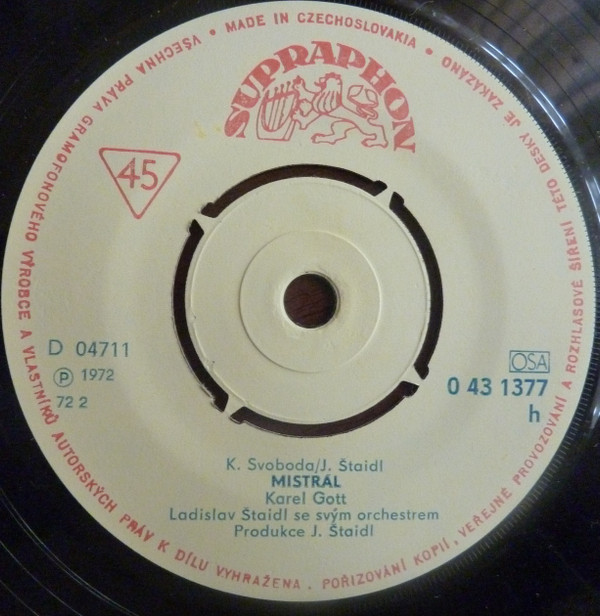 VŠECHNA PRÁVA GRAMOFONOVÉHO VÝROBCE A VLASTNÍKŮ AUTORSKÝCH PRÁV K DÍLU VYHRAŽENA. POŘIZOVÁNÍ KOPIÍ, VEŘEJNÉ PROVOZOVÁNÍ A ROZHLASOVÉ ŠÍŘENÍ TÉTO DESKY JE ZAKÁZÁNO • MADE IN CZECHOSLOVAKIA •
SUPRAPHON
45
D 04711
Ⓟ 1972
72 2
OSA
0 43 1377
h
K. Svoboda/J. Štaidl
MISTRÁL
Karel Gott
Ladislav Štaidl se svým orchestrem
Produkce J. Štaidl